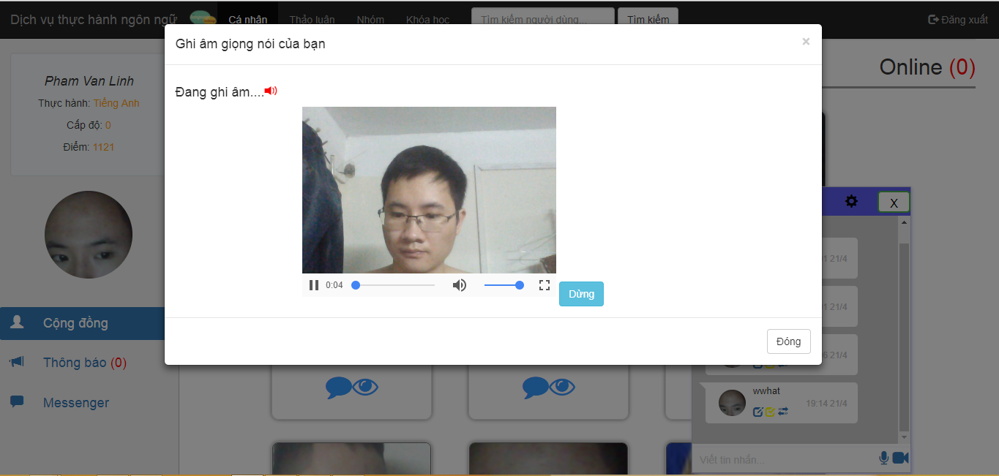 Dịch vụ thực hành ngôn ngữ
Cá nhân
Thảo luận
Nhóm
Khóa học
Tìm kiếm người dùng...
Tìm kiếm
Đăng xuất
Ghi âm giọng nói của bạn
×
Online (0)
Pham Van Linh
Thực hành: Tiếng Anh
Cấp độ: 0
Điểm: 1121
Đang ghi âm....
0:04
Dừng
Đóng
Cộng đồng
Thông báo (0)
Messenger
X
21/4
21/4
21/4
wwhat
19:14 21/4
Viết tin nhắn...